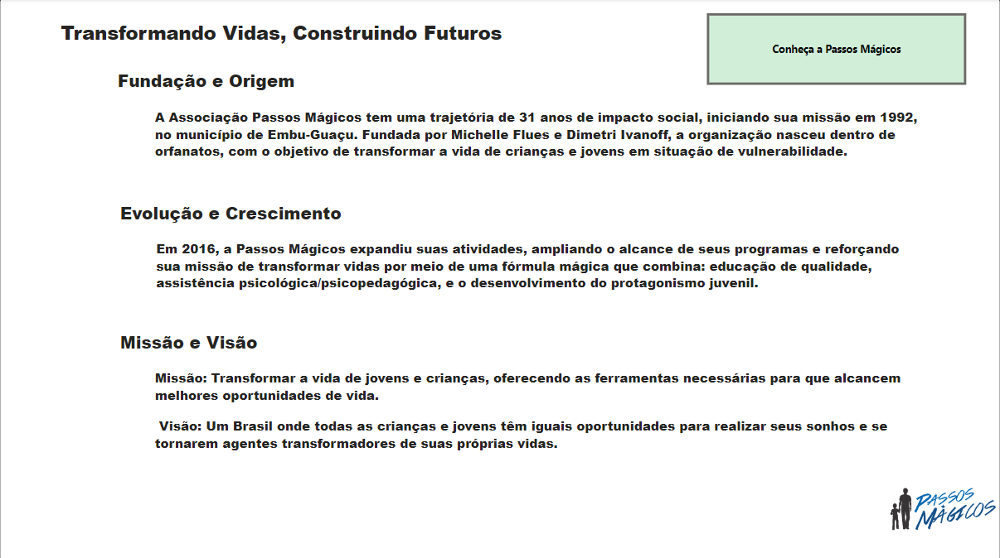 Transformando Vidas, Construindo Futuros
Conheça a Passos Mágicos
Fundação e Origem
A Associação Passos Mágicos tem uma trajetória de 31 anos de impacto social, iniciando sua missão em 1992,
no município de Embu-Guaçu. Fundada por Michelle Flues e Dimetri Ivanoff, a organização nasceu dentro de
orfanatos, com o objetivo de transformar a vida de crianças e jovens em situação de vulnerabilidade.
Evolução e Crescimento
Em 2016, a Passos Mágicos expandiu suas atividades, ampliando o alcance de seus programas e reforçando
sua missão de transformar vidas por meio de uma fórmula mágica que combina: educação de qualidade,
assistência psicológica/psicopedagógica, e o desenvolvimento do protagonismo juvenil.
Missão e Visão
Missão: Transformar a vida de jovens e crianças, oferecendo as ferramentas necessárias para que alcancem
melhores oportunidades de vida.
Visão: Um Brasil onde todas as crianças e jovens têm iguais oportunidades para realizar seus sonhos e se
tornarem agentes transformadores de suas próprias vidas.
PASSOS
MÁGICOS